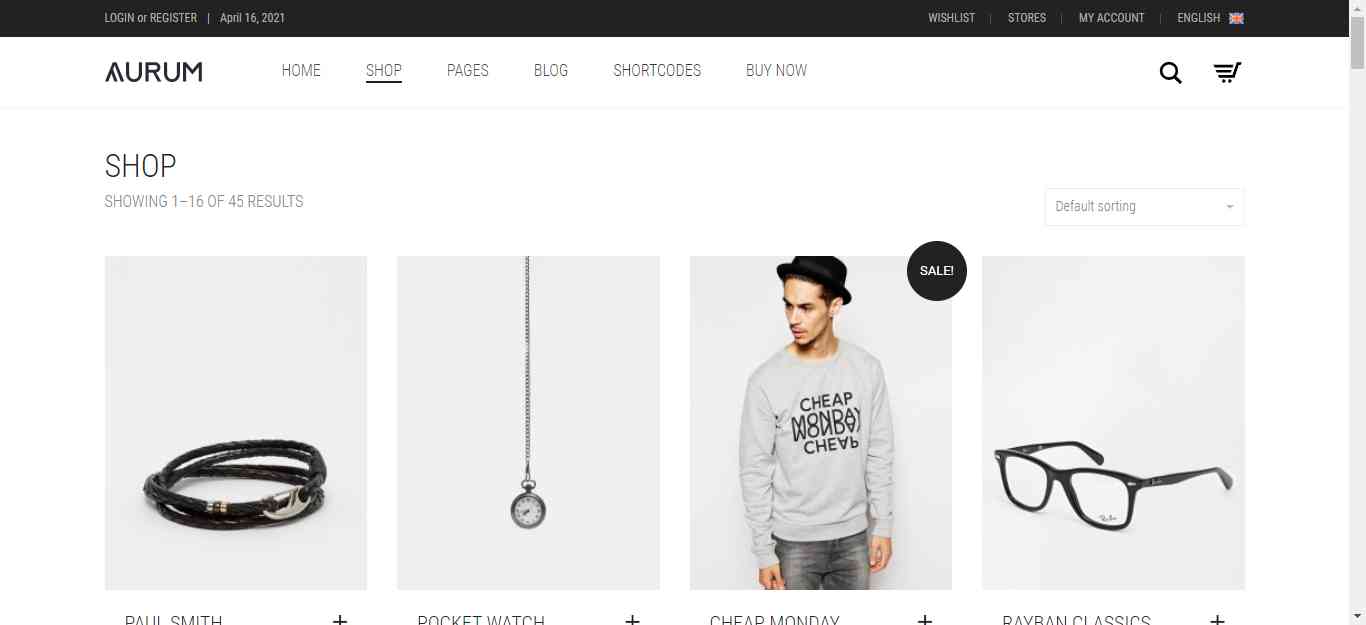 LOGIN or REGISTER | April 16, 2021
WISHLIST | STORES | MY ACCOUNT | ENGLISH
AURUM
HOME SHOP PAGES BLOG SHORTCODES BUY NOW
SHOP
SHOWING 1–16 OF 45 RESULTS
Default sorting
SALE!
CHEAP
MONDAY
CHEAP
Ray-Ban
PAUL SMITH +
POCKET WATCH +
CHEAP MONDAY +
RAYBAN CLASSICS +